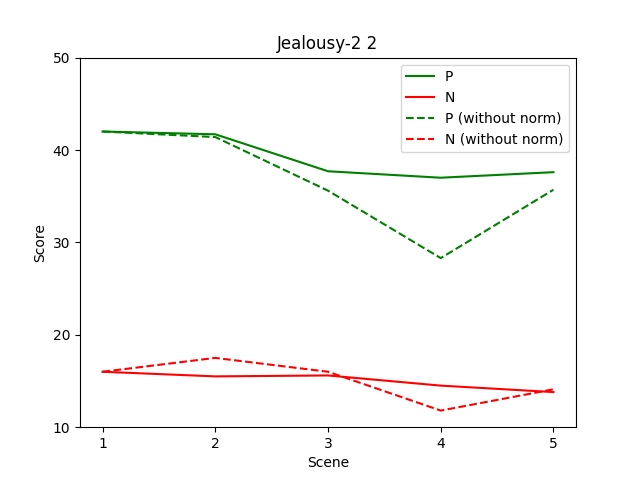 Jealousy-2 2
P
N
P (without norm)
N (without norm)
Score
50
40
30
20
10
1 2 3 4 5
Scene